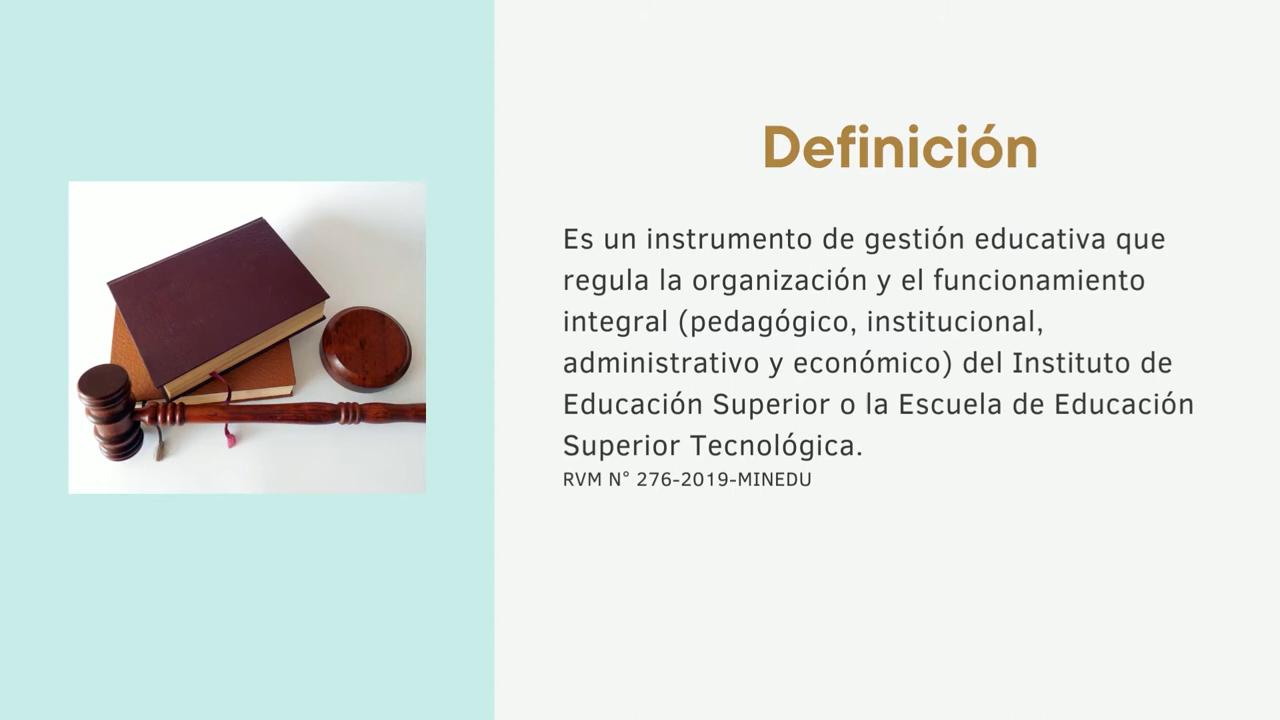 Definición
Es un instrumento de gestión educativa que
regula la organización y el funcionamiento
integral (pedagógico, institucional,
administrativo y económico) del Instituto de
Educación Superior o la Escuela de Educación
Superior Tecnológica.
RVM N° 276-2019-MINEDU